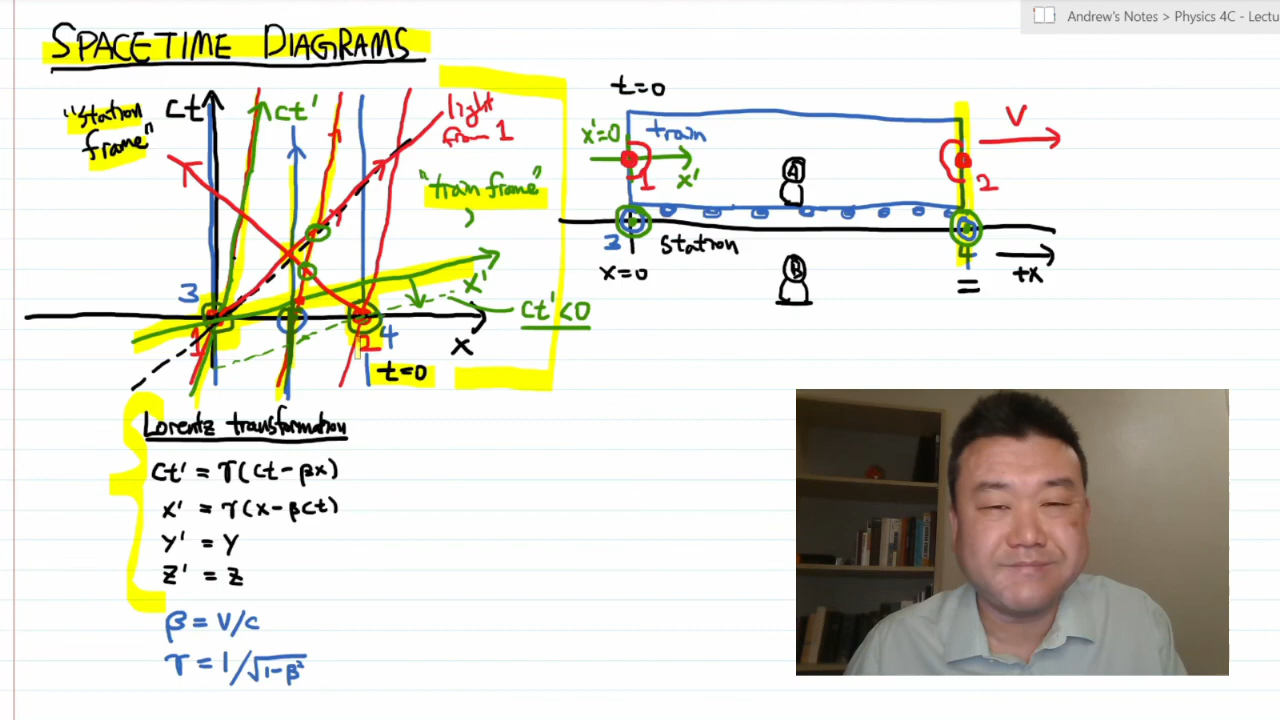 Andrew's Notes > Physics 4C - Lectu
SPACETIME DIAGRAMS
"station frame"
ct
ct'
light from 1
"train frame"
3
1
2
4
x'
x
ct'<0
t=0
t=0
x'=0
train
V
1
x'
A
2
3
station
4
x=0
B
+x
Lorentz transformation
ct' = γ(ct-βx)
x' = γ(x-βct)
Y' = Y
Z' = Z
β = V/c
γ = 1/√1-β²